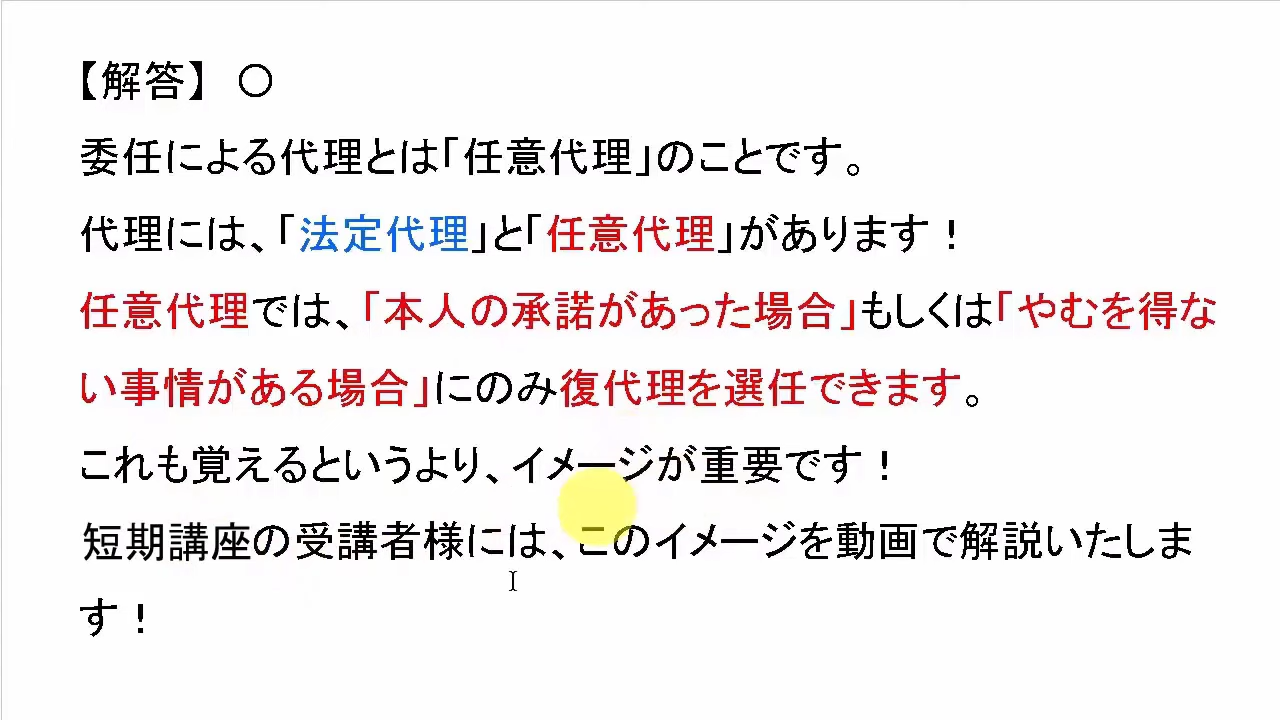 【解答】 ○
委任による代理とは「任意代理」のことです。
代理には、「法定代理」と「任意代理」があります！
任意代理では、「本人の承諾があった場合」もしくは「やむを得な
い事情がある場合」にのみ復代理を選任できます。
これも覚えるというより、イメージが重要です！
短期講座の受講者様には、このイメージを動画で解説いたしま
す！